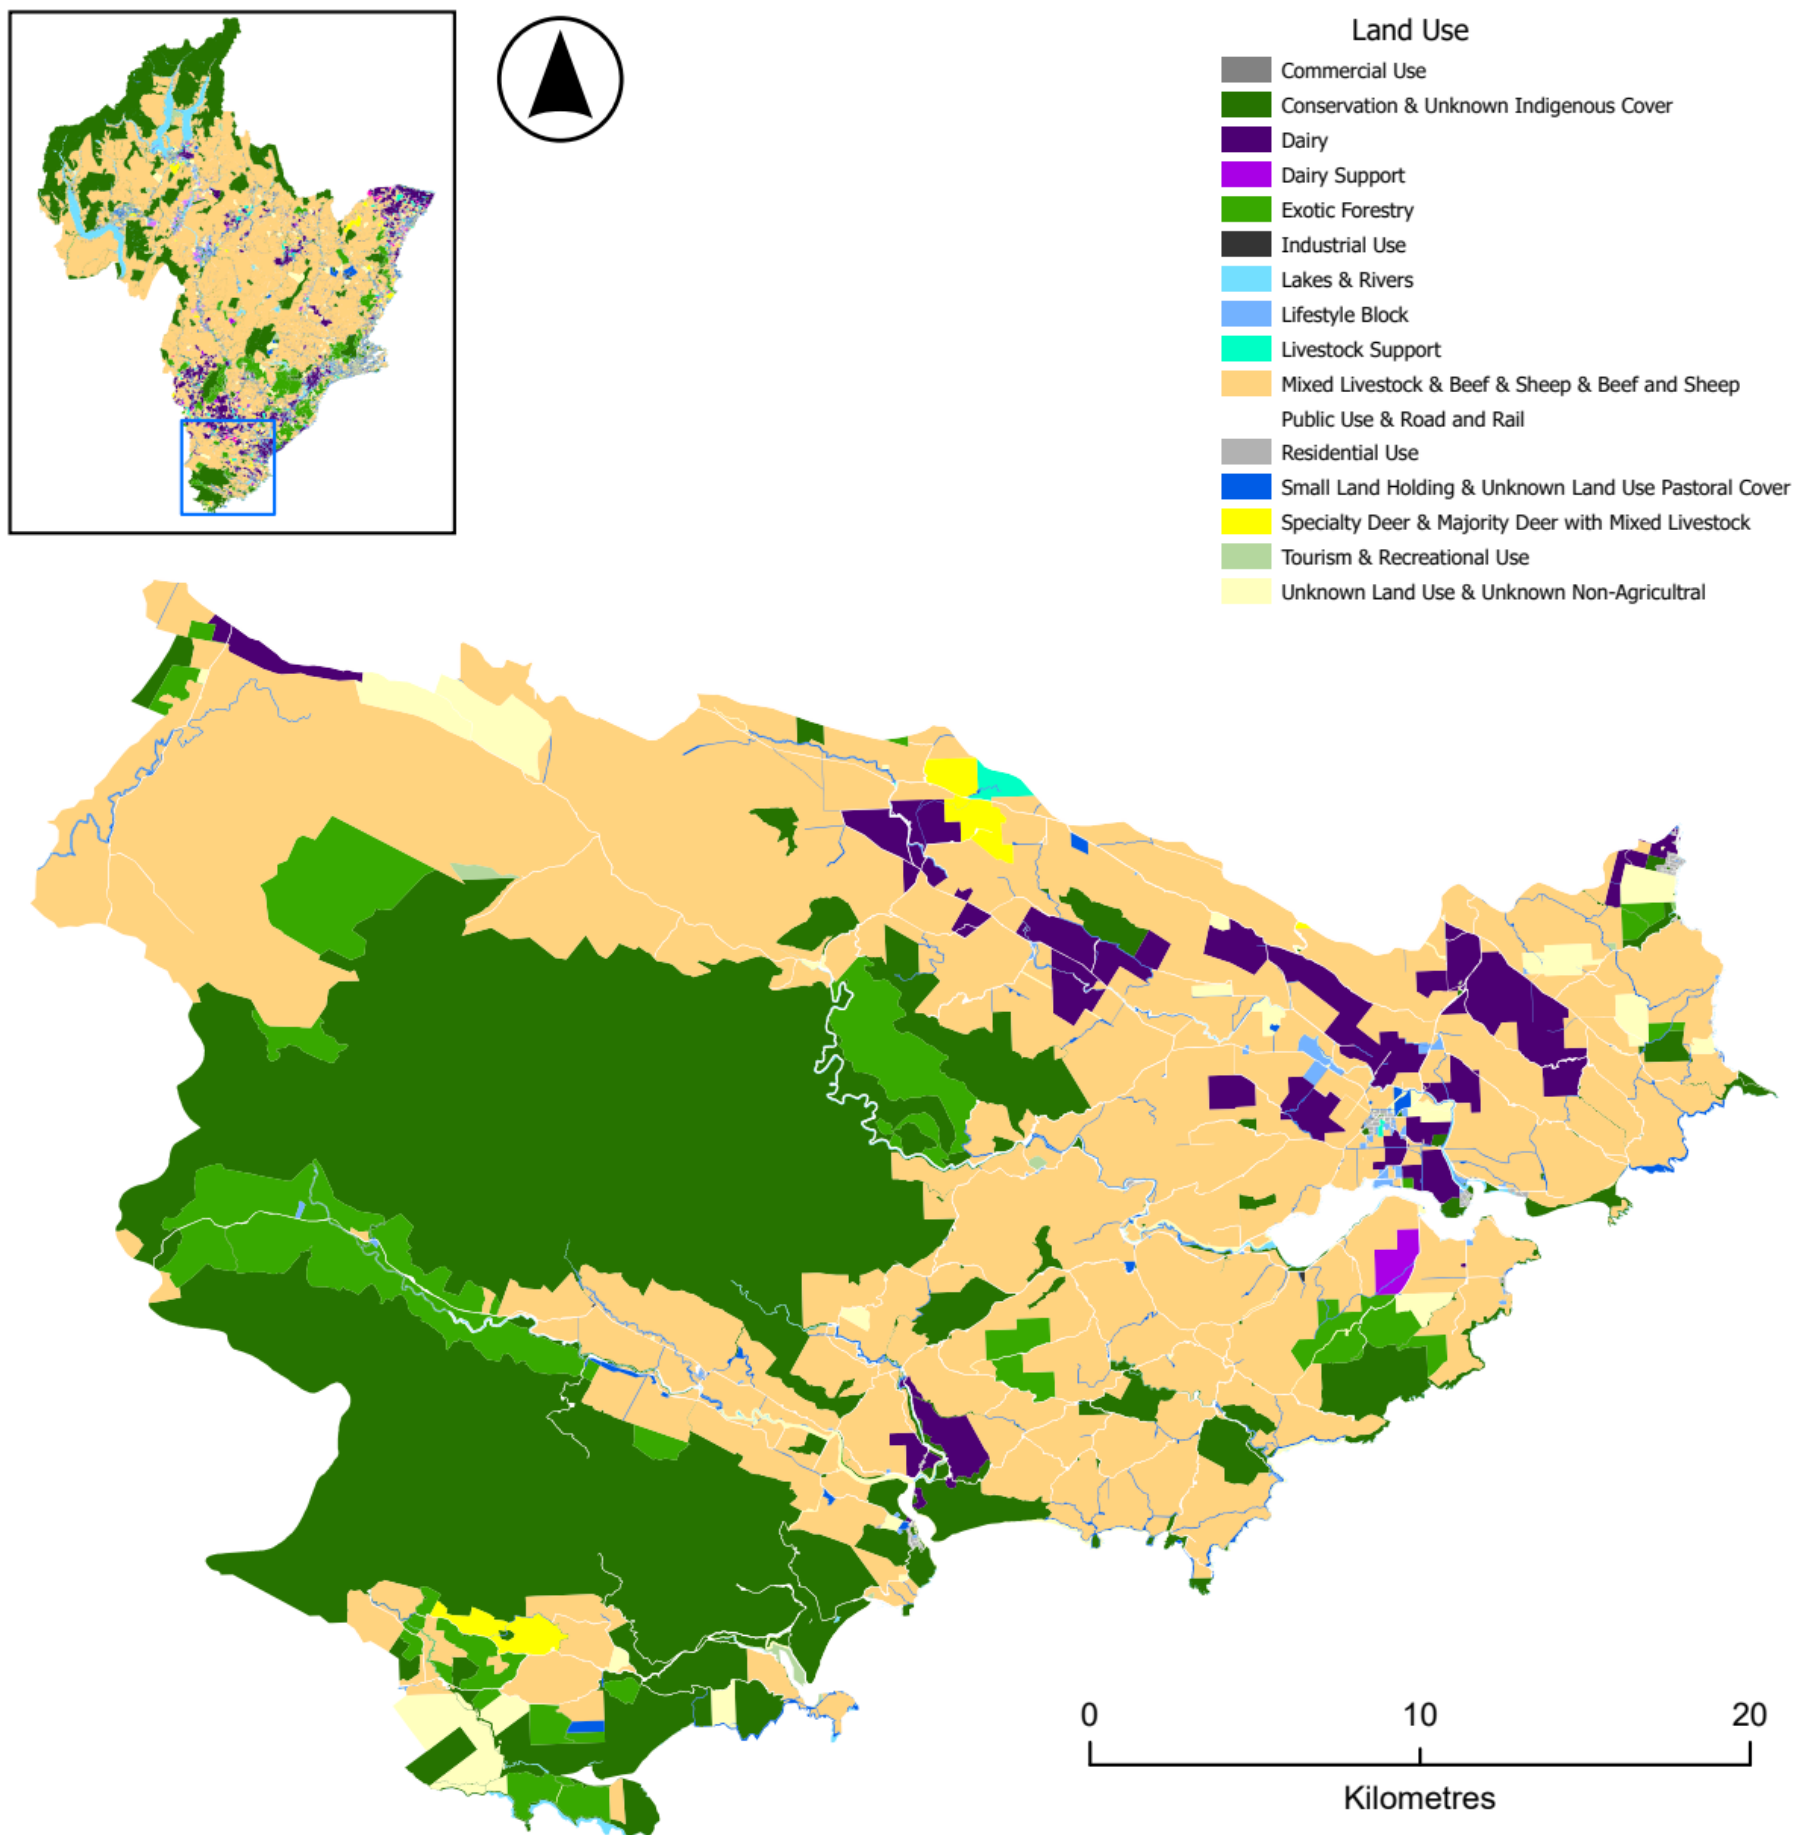 Land Use
Commercial Use
Conservation & Unknown Indigenous Cover
Dairy
Dairy Support
Exotic Forestry
Industrial Use
Lakes & Rivers
Lifestyle Block
Livestock Support
Mixed Livestock & Beef & Sheep & Beef and Sheep
Public Use & Road and Rail
Residential Use
Small Land Holding & Unknown Land Use Pastoral Cover
Specialty Deer & Majority Deer with Mixed Livestock
Tourism & Recreational Use
Unknown Land Use & Unknown Non-Agricultral
0 10 20
Kilometres